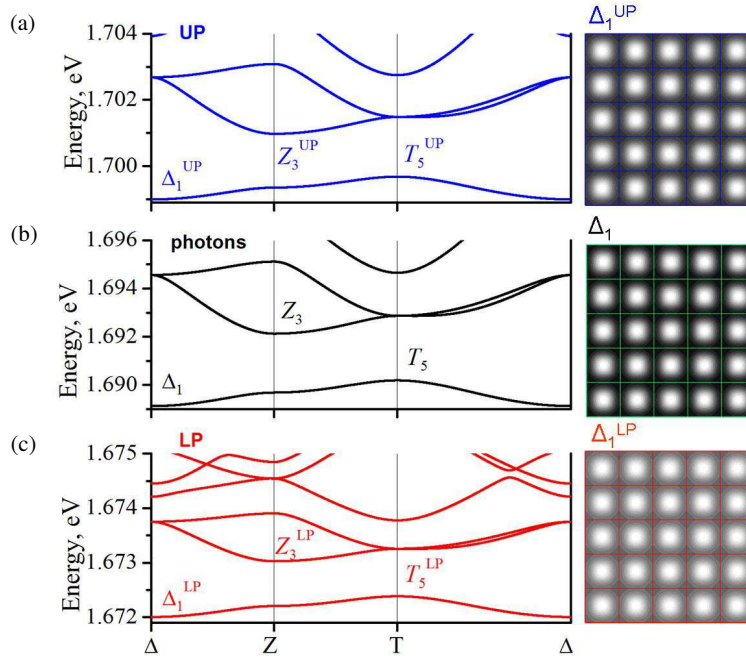 (a)
UP
Δ₁ᵁᴾ
1.704
1.702
1.700
Energy, eV
Z₃ᵁᴾ
T₅ᵁᴾ
Δ₁ᵁᴾ
(b)
photons
Δ₁
1.696
1.694
1.692
1.690
Energy, eV
Z₃
T₅
Δ₁
(c)
LP
Δ₁ᴸᴾ
1.675
1.674
1.673
1.672
Energy, eV
Z₃ᴸᴾ
T₅ᴸᴾ
Δ₁ᴸᴾ
Δ Z T Δ